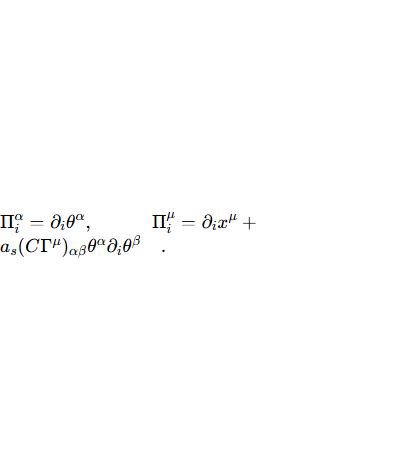 Π_i^α = ∂_iθ^α, Π_i^μ = ∂_ix^μ +
a_s(CΓ^μ)_{αβ}θ^α∂_iθ^β .